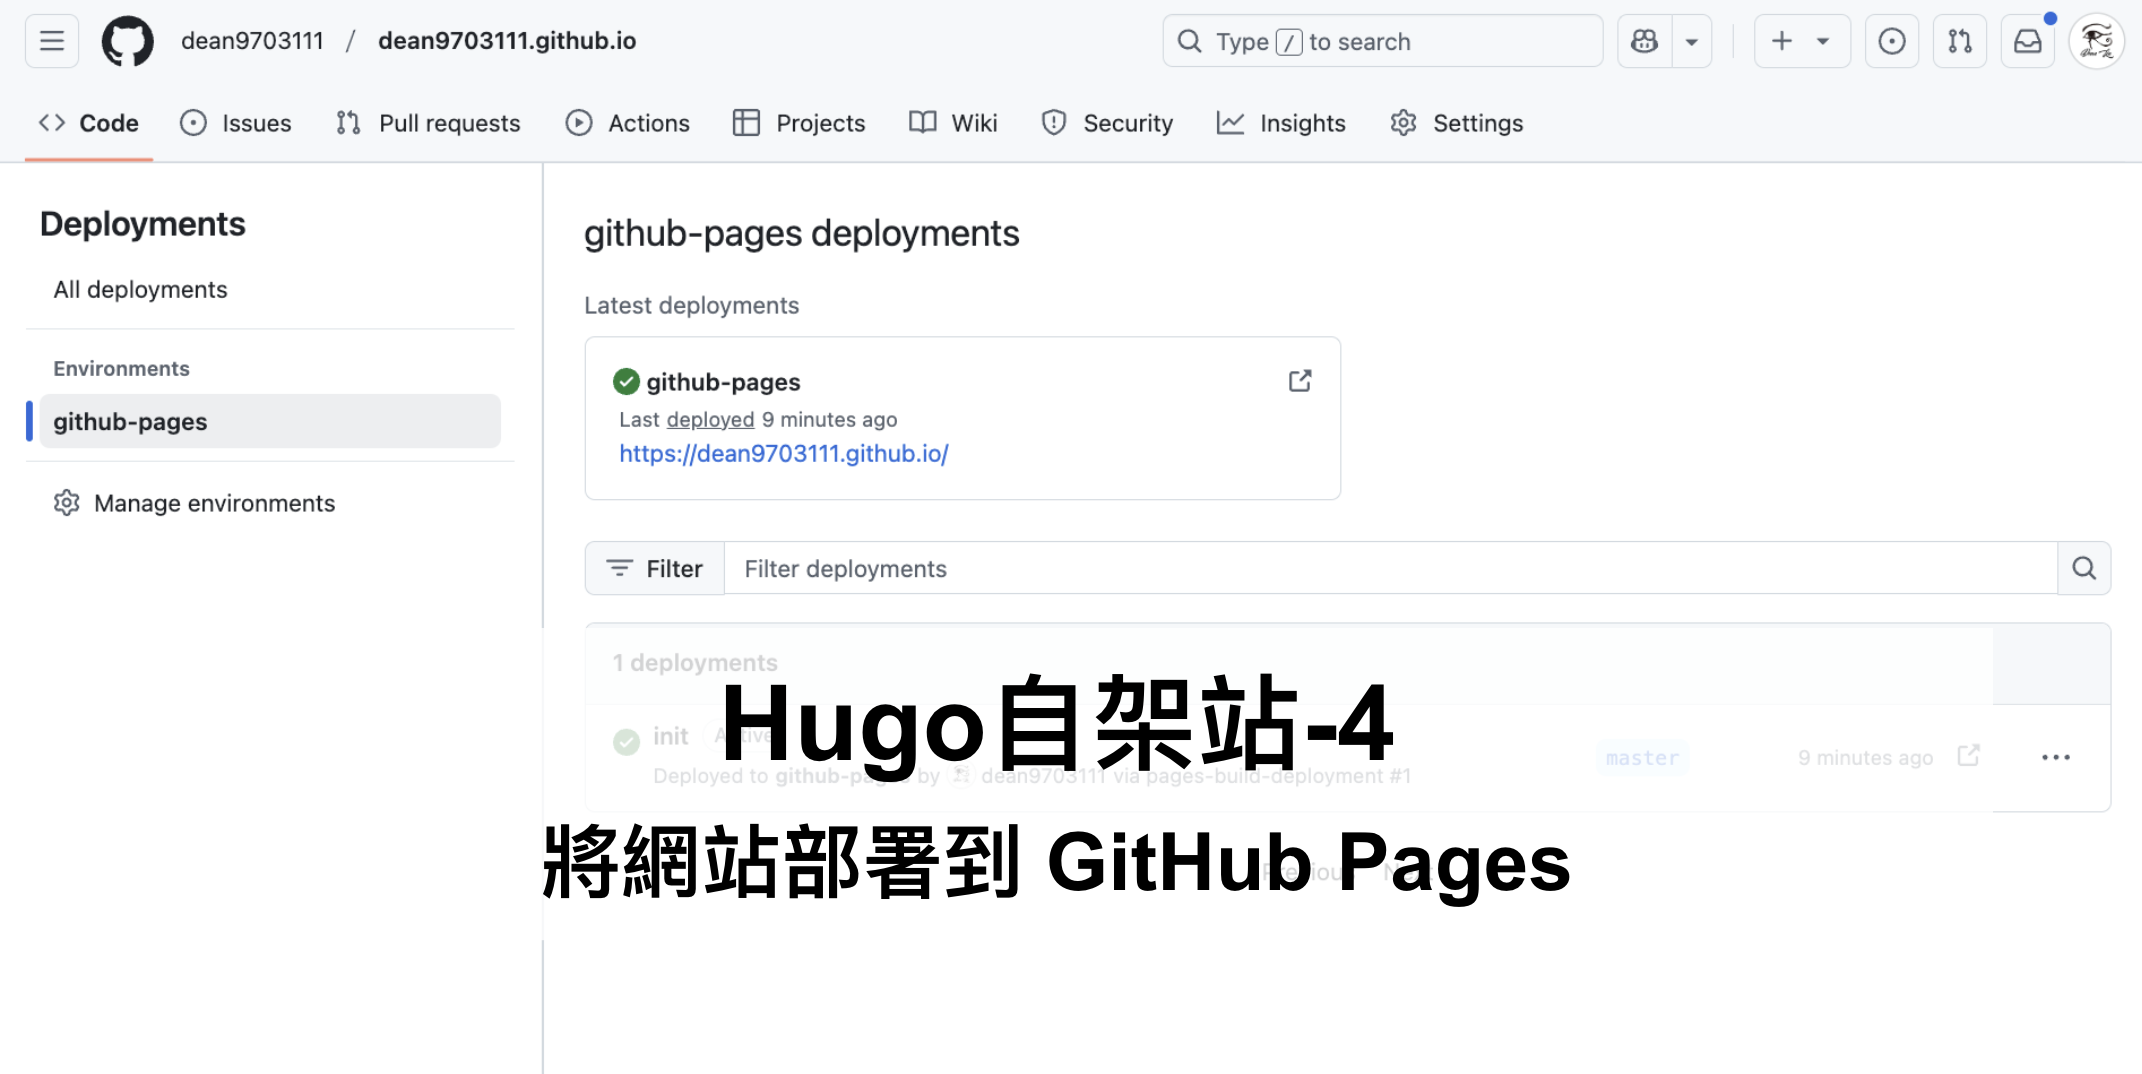 dean9703111 / dean9703111.github.io
Type / to search
Code Issues Pull requests Actions Projects Wiki Security Insights Settings
Deployments
All deployments
Environments
github-pages
Manage environments
github-pages deployments
Latest deployments
github-pages
Last deployed 9 minutes ago
https://dean9703111.github.io/
Filter Filter deployments
1 deployments
init Active
Deployed to github-pages by dean9703111 via pages-build-deployment #1
master 9 minutes ago
Hugo自架站-4
將網站部署到 GitHub Pages
Previous Next